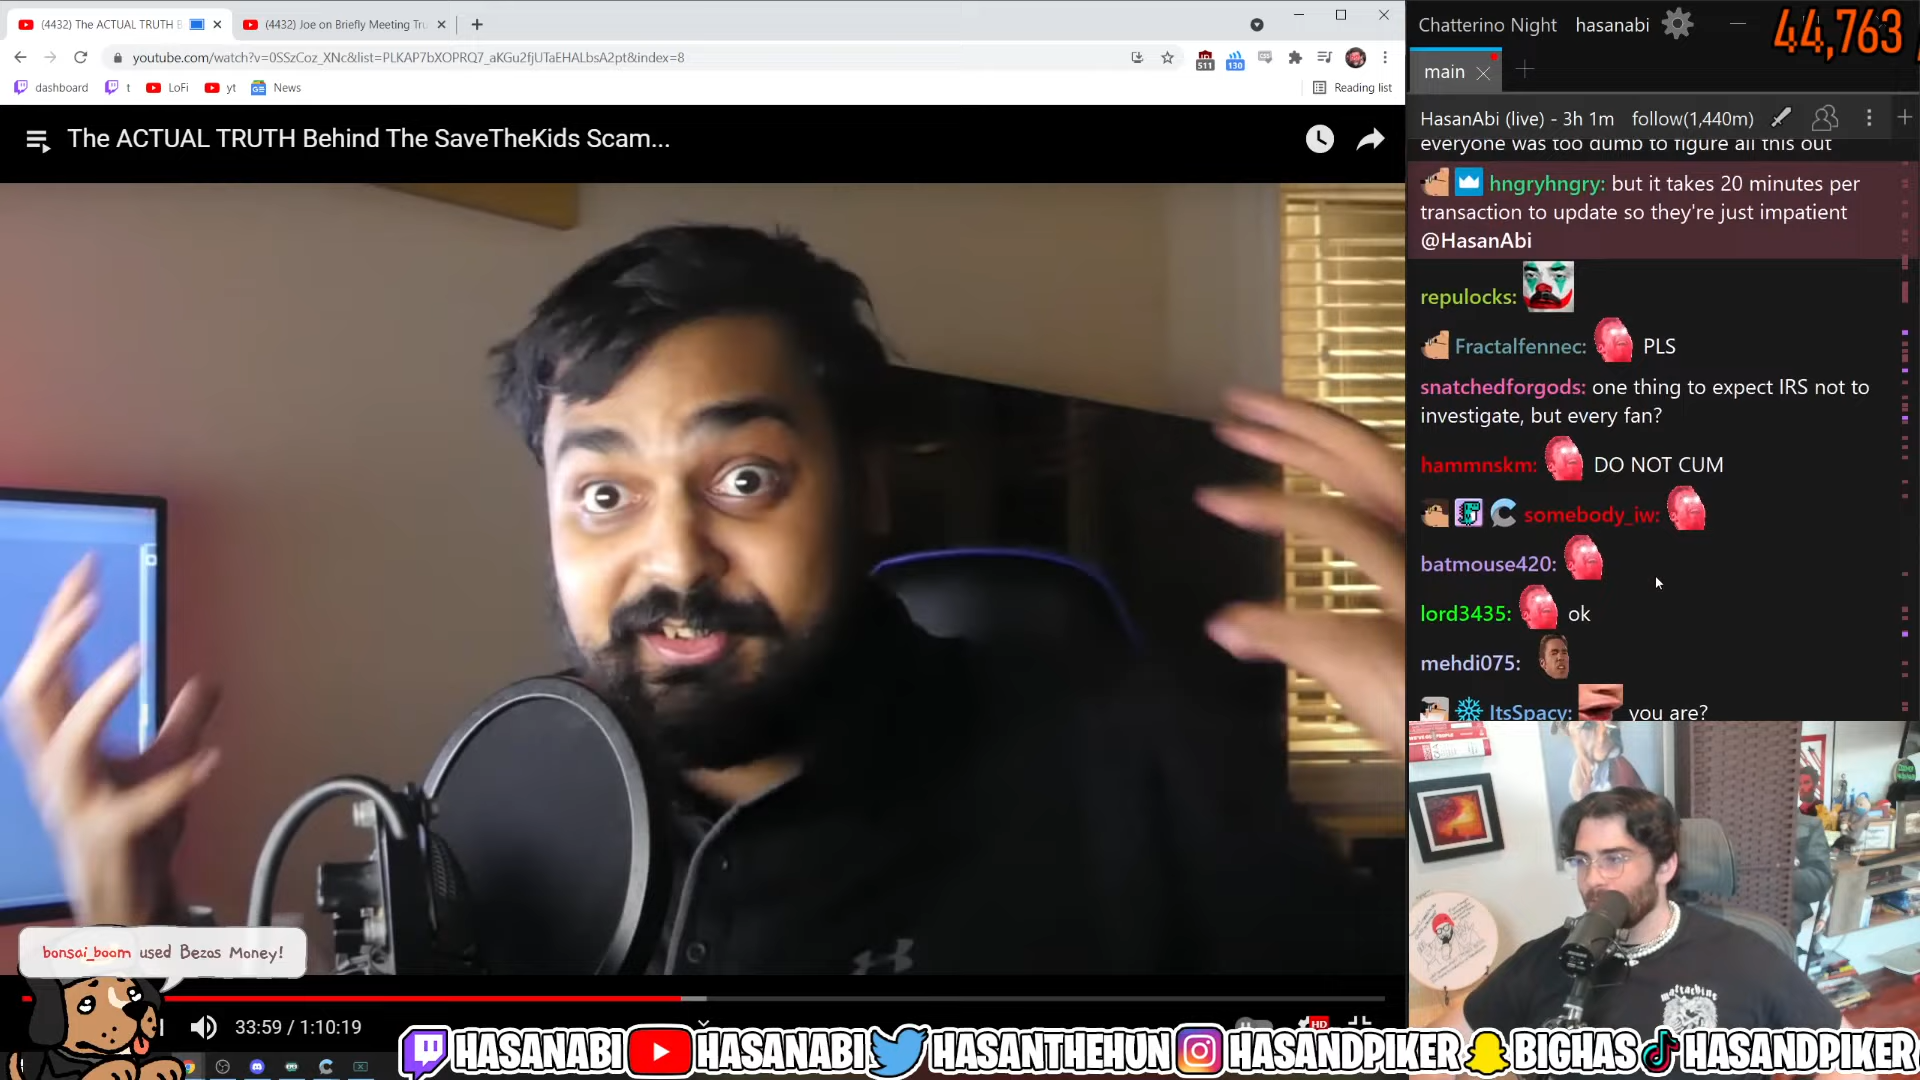 (4432) The ACTUAL TRUTH B
(4432) Joe on Briefly Meeting Tru
youtube.com/watch?v=0SSzCoz_XNc&list=PLKAP7bXOPRQ7_aKGu2fjUTaEHALbsA2pt&index=8
511
130
dashboard
t
LoFi
yt
News
Reading list
The ACTUAL TRUTH Behind The SaveTheKids Scam...
bonsai_boom used Bezos Money!
33:59 / 1:10:19
HD
Chatterino Night
hasanabi
44,763
main
HasanAbi (live) - 3h 1m
follow(1,440m)
everyone was too dumb to figure all this out
hngryhngry: but it takes 20 minutes per
transaction to update so they're just impatient
@HasanAbi
repulocks:
Fractalfennec: PLS
snatchedforgods: one thing to expect IRS not to
investigate, but every fan?
hammnskm: DO NOT CUM
somebody_iw:
batmouse420:
lord3435: ok
mehdi075:
ItsSpacy: you are?
HASANABI HASANABI HASANTHEHUN HASANDPIKER BIGHAS HASANDPIKER